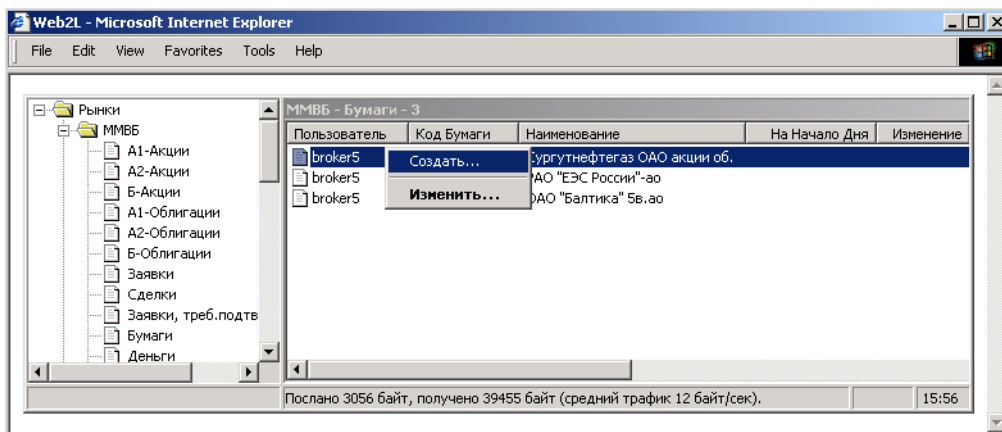 Web2L - Microsoft Internet Explorer
File Edit View Favorites Tools Help
Рынки
ММВБ
А1-Акции
А2-Акции
Б-Акции
А1-Облигации
А2-Облигации
Б-Облигации
Заявки
Сделки
Заявки, треб.подтв
Бумаги
Деньги
ММВБ - Бумаги - 3
Пользователь Код Бумаги Наименование На Начало Дня Изменение
broker5 Сургутнефтегаз ОАО акции об.
broker5 РАО "ЕЭС России"-ао
broker5 ОАО "Балтика" 5в.ао
Создать...
Изменить...
Послано 3056 байт, получено 39455 байт (средний трафик 12 байт/сек). 15:56